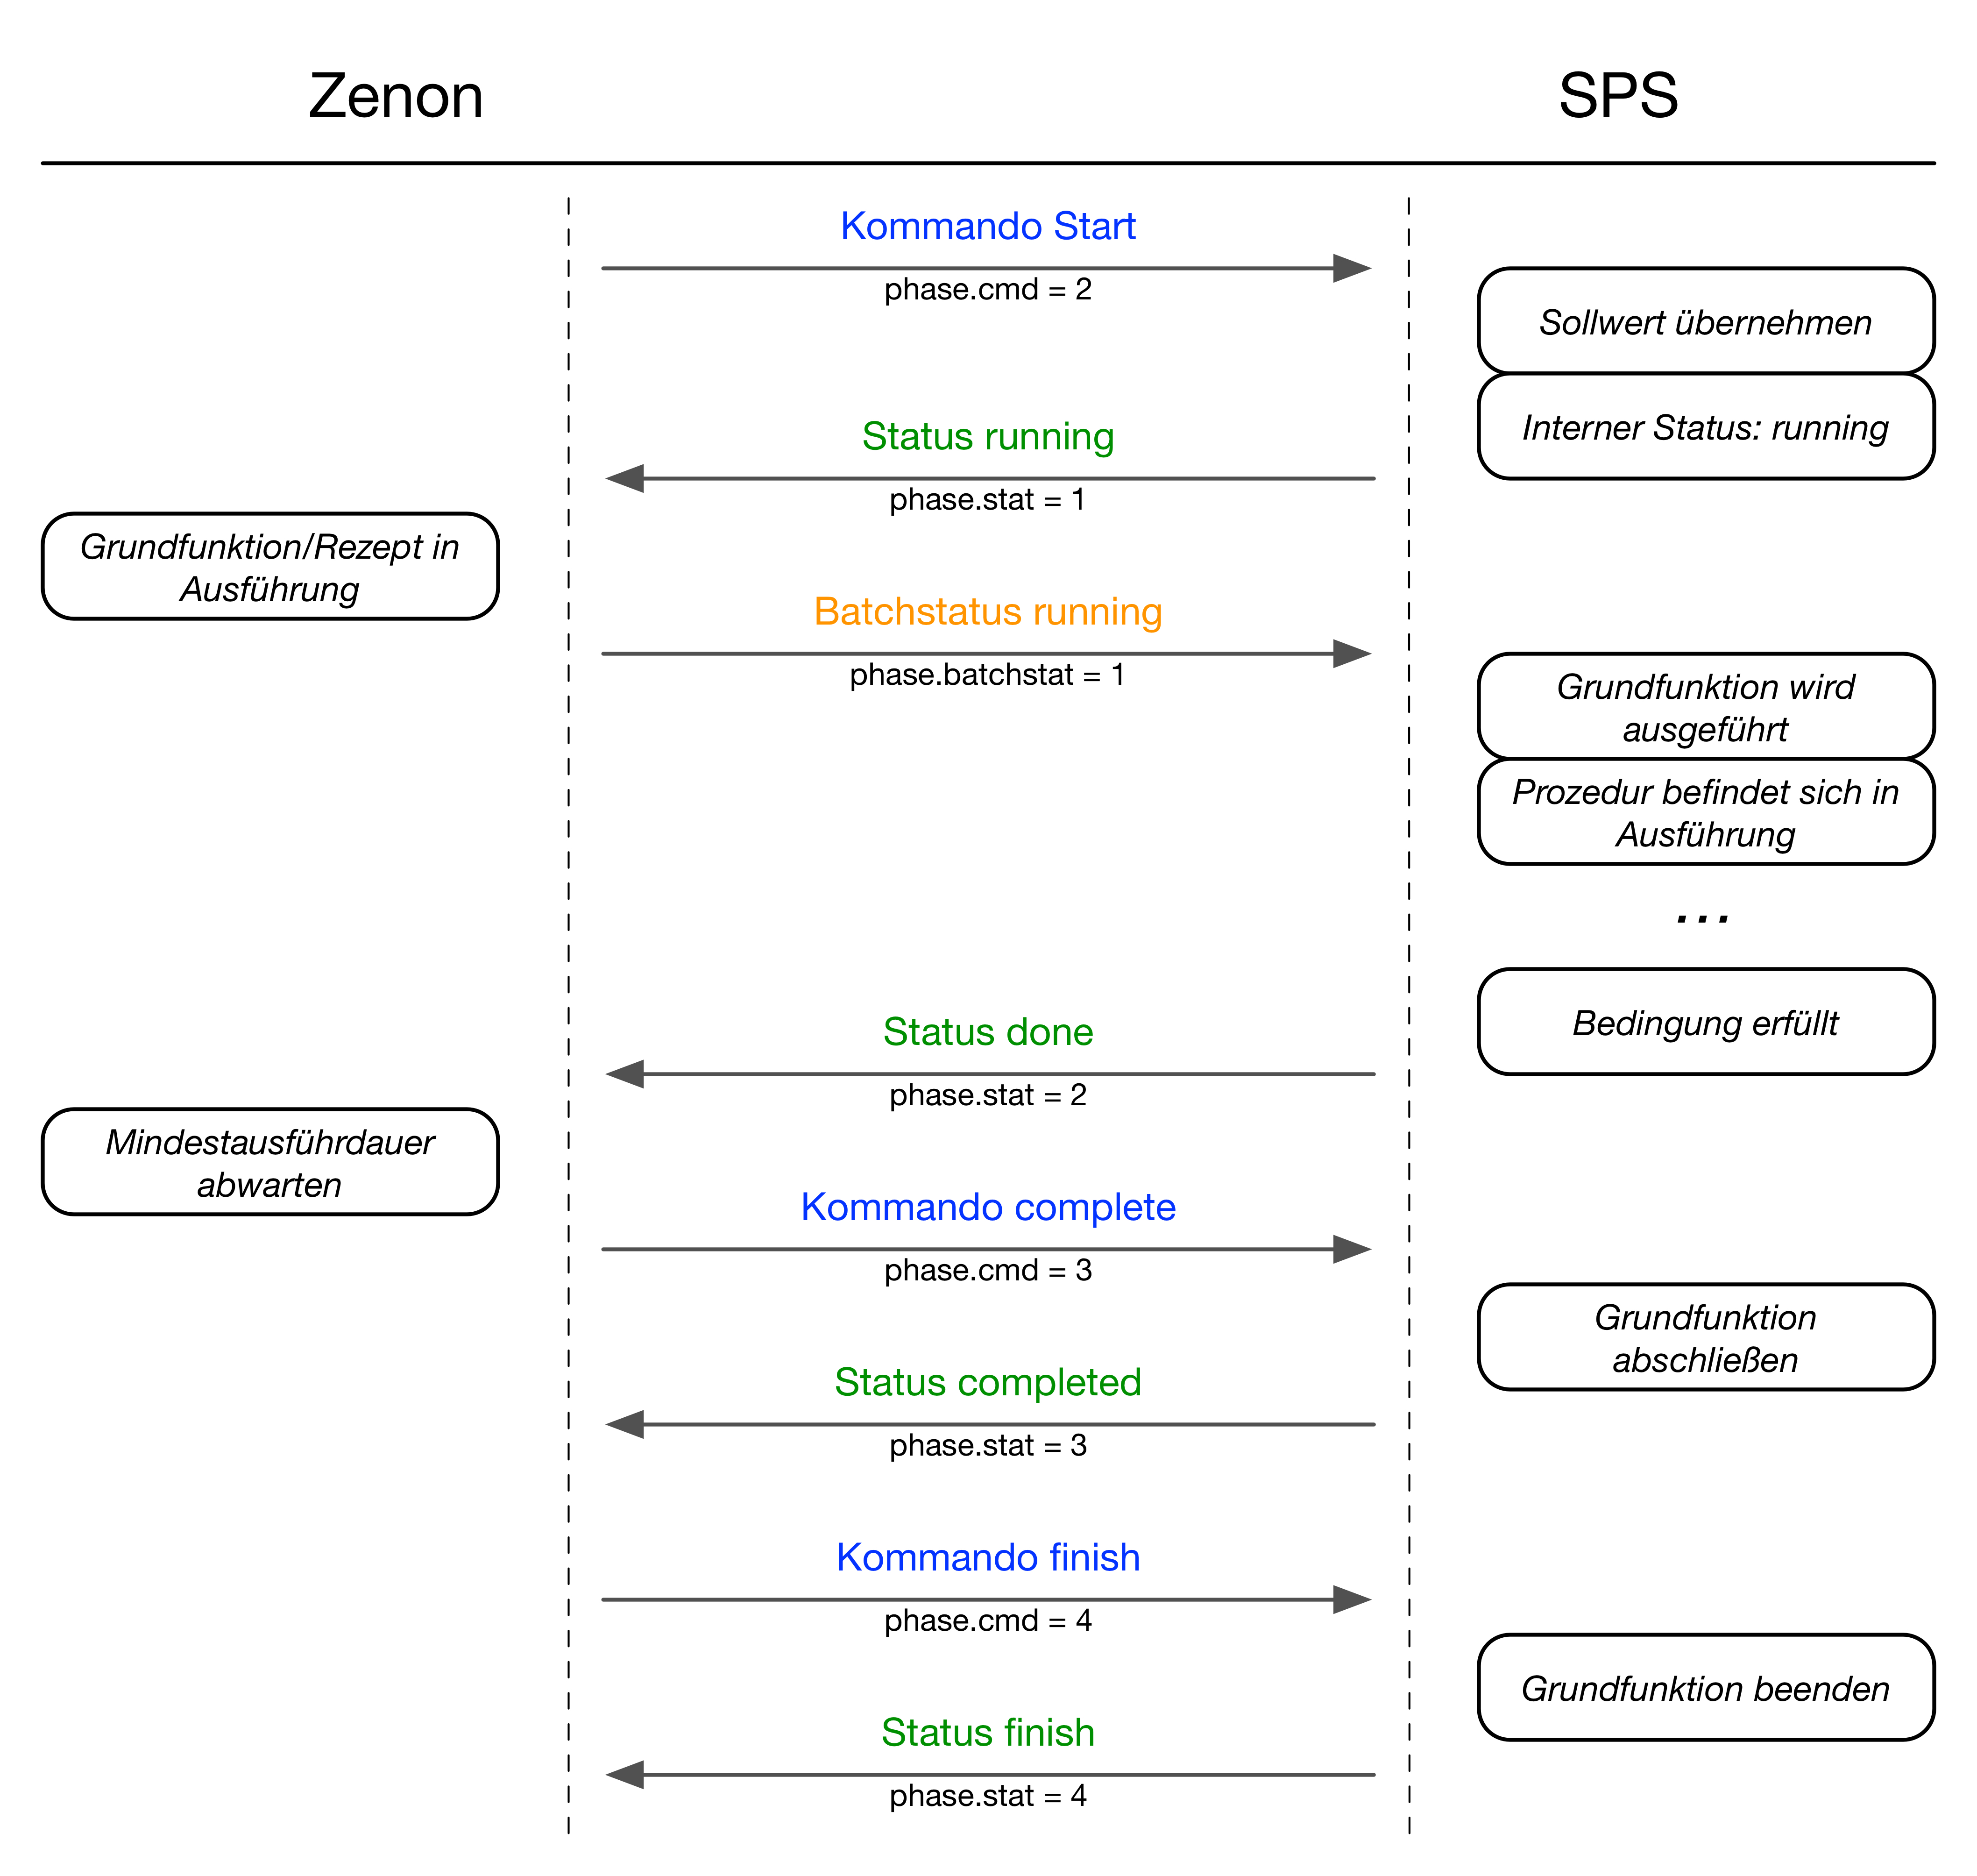 Zenon
SPS
Kommando Start
phase.cmd = 2
Sollwert übernehmen
Interner Status: running
Status running
phase.stat = 1
Grundfunktion/Rezept in
Ausführung
Batchstatus running
phase.batchstat = 1
Grundfunktion wird
ausgeführt
Prozedur befindet sich in
Ausführung
...
Bedingung erfüllt
Status done
phase.stat = 2
Mindestausführdauer
abwarten
Kommando complete
phase.cmd = 3
Grundfunktion
abschließen
Status completed
phase.stat = 3
Kommando finish
phase.cmd = 4
Grundfunktion beenden
Status finish
phase.stat = 4